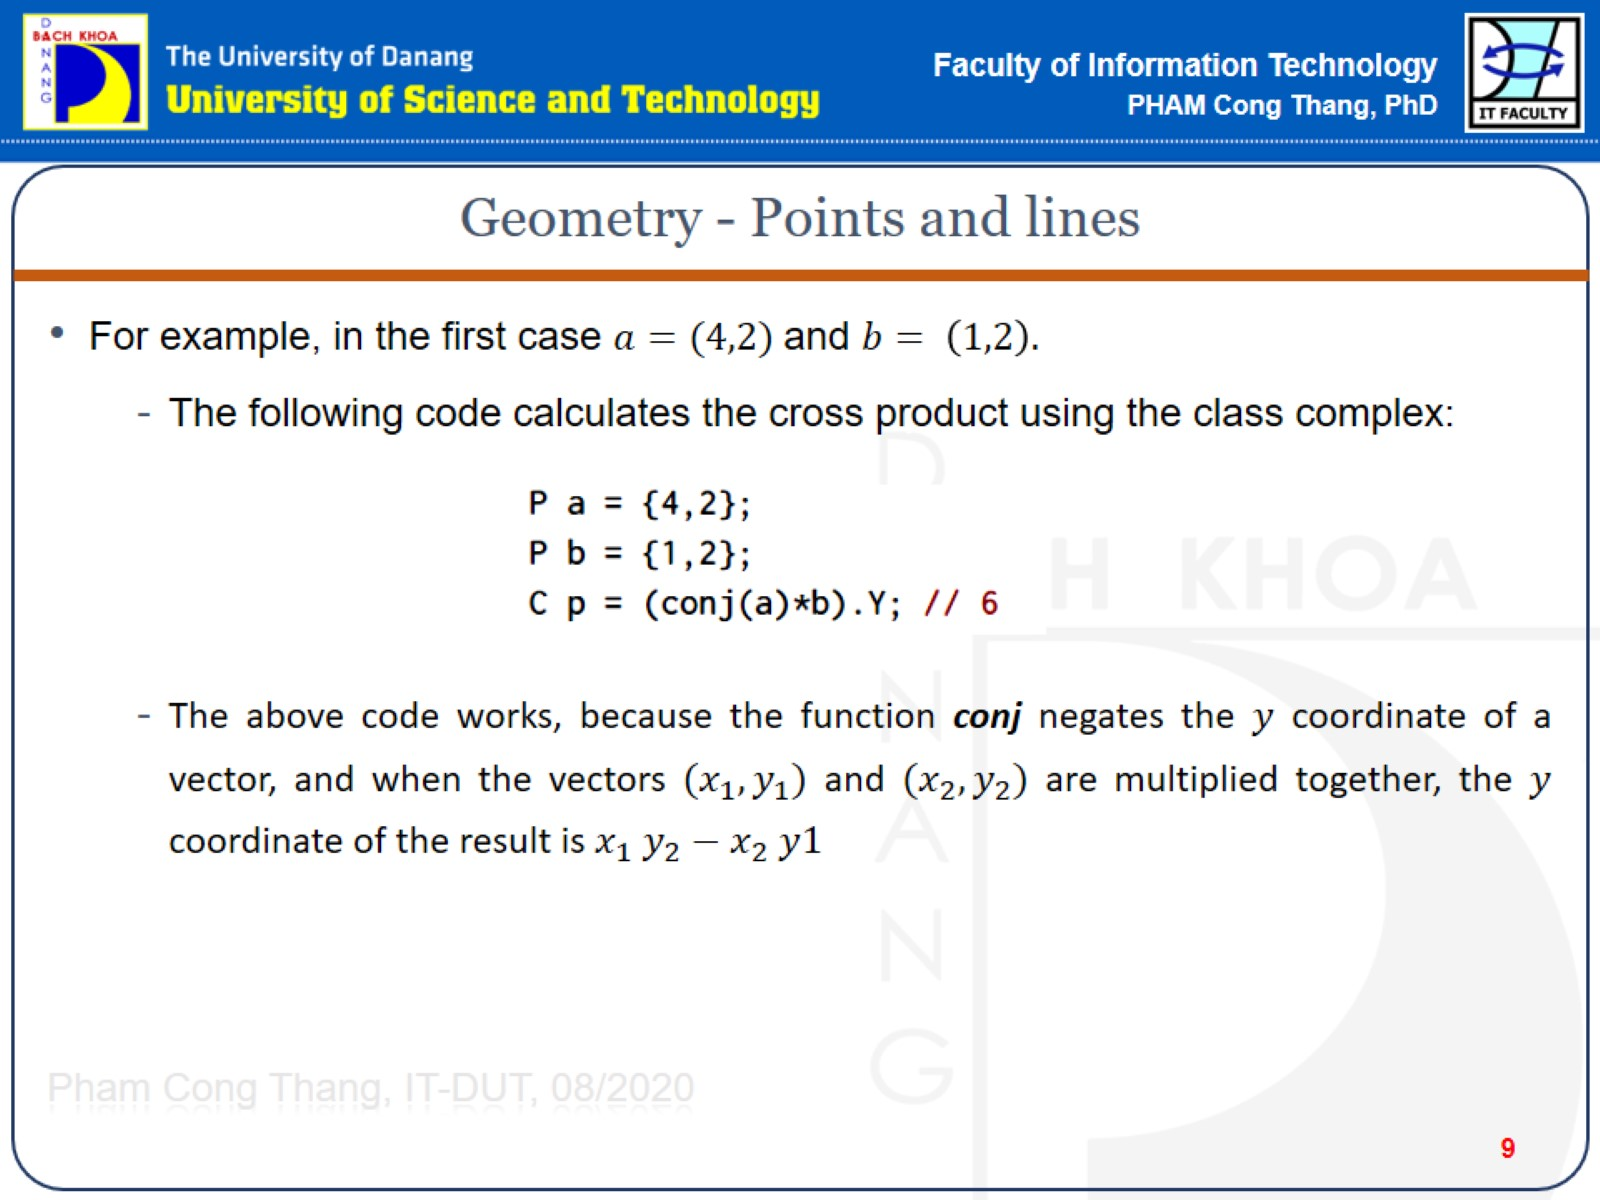 DANANG
BACH KHOA
The University of Danang
University of Science and Technology
Faculty of Information Technology
PHAM Cong Thang, PhD
IT FACULTY
Geometry - Points and lines
• For example, in the first case a = (4,2) and b = (1,2).
- The following code calculates the cross product using the class complex:
P a = {4,2};
P b = {1,2};
C p = (conj(a)*b).Y; // 6
- The above code works, because the function conj negates the y coordinate of a
vector, and when the vectors (x₁, y₁) and (x₂, y₂) are multiplied together, the y
coordinate of the result is x₁ y₂ − x₂ y1
D
H KHOA
N
A
N
G
Pham Cong Thang, IT-DUT, 08/2020
9